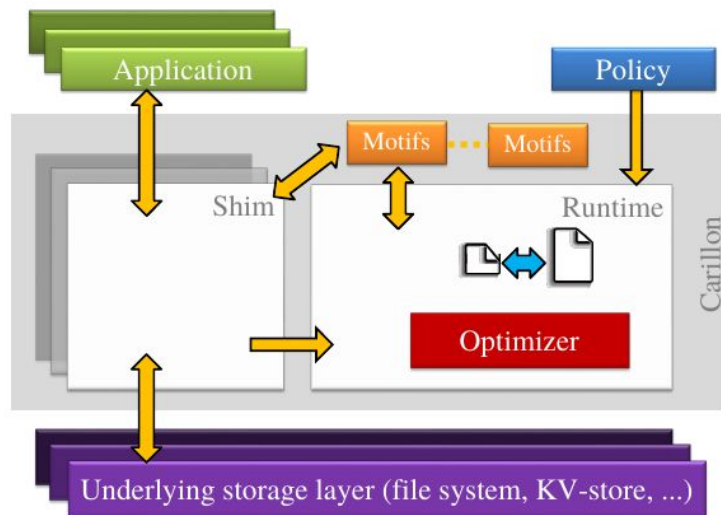 Application
Policy
Motifs
Motifs
Shim
Runtime
Carillon
Optimizer
Underlying storage layer (file system, KV-store, ...)